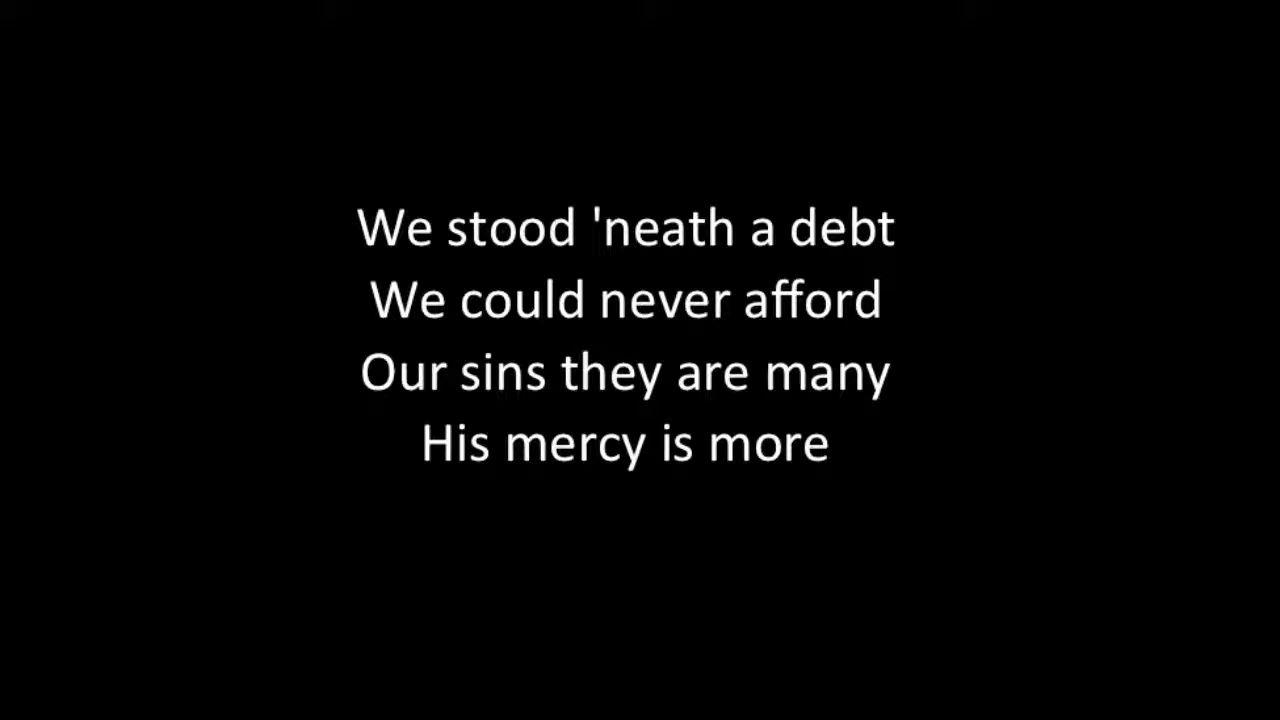 We stood 'neath a debt
We could never afford
Our sins they are many
His mercy is more